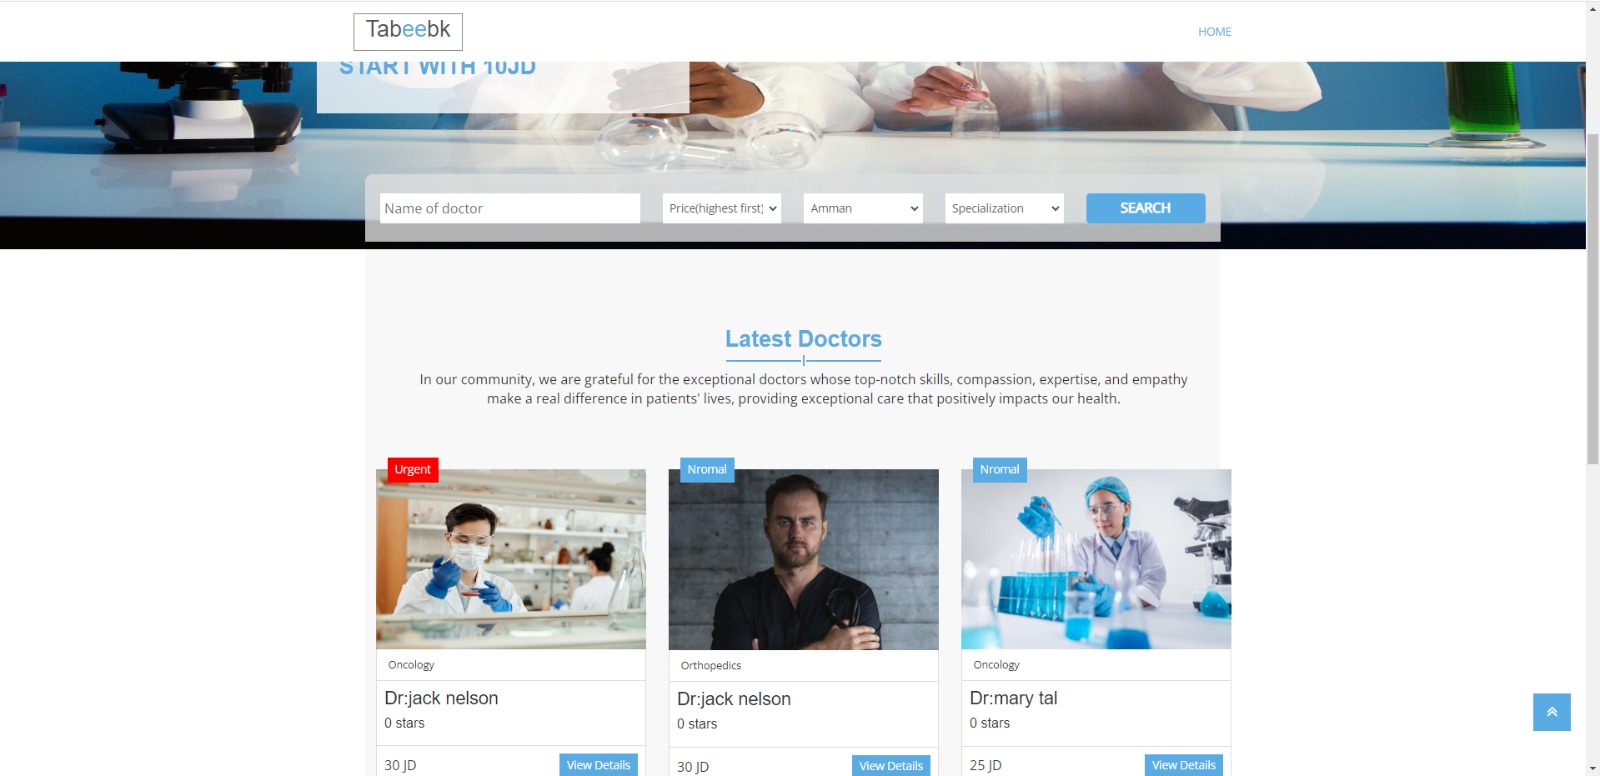 Tabeebk
HOME
START WITH 10JD
Name of doctor
Price(highest first)
Amman
Specialization
SEARCH
Latest Doctors
In our community, we are grateful for the exceptional doctors whose top-notch skills, compassion, expertise, and empathy
make a real difference in patients' lives, providing exceptional care that positively impacts our health.
Urgent
Oncology
Dr:jack nelson
0 stars
30 JD
View Details
Nromal
Orthopedics
Dr:jack nelson
0 stars
30 JD
View Details
Nromal
Oncology
Dr:mary tal
0 stars
25 JD
View Details